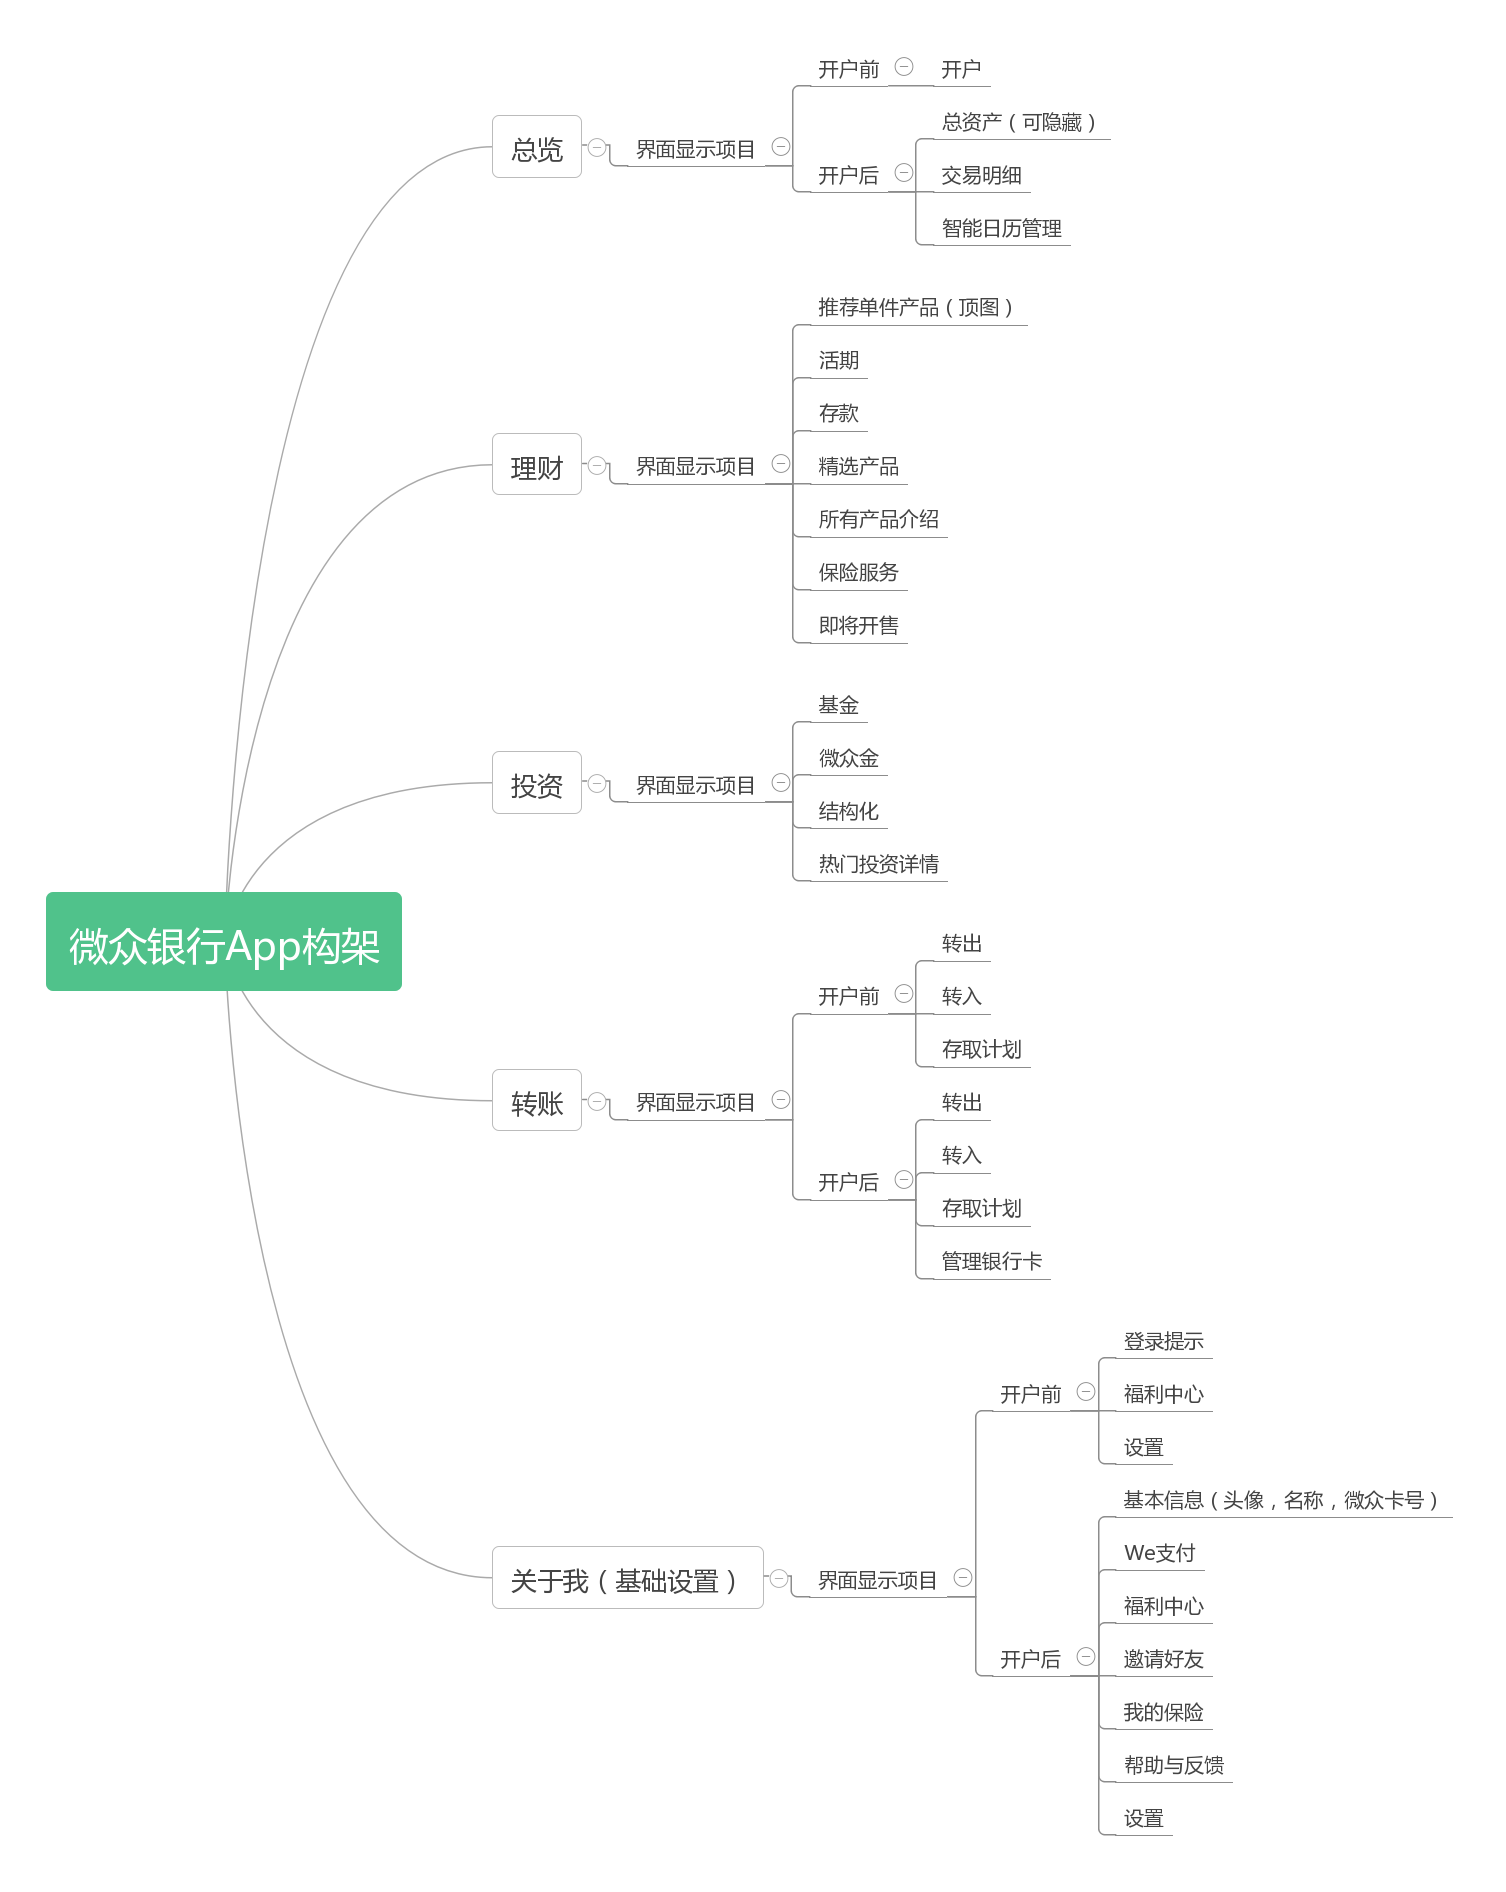 微众银行App构架
总览
界面显示项目
开户前
开户
开户后
总资产（可隐藏）
交易明细
智能日历管理
理财
界面显示项目
推荐单件产品（顶图）
活期
存款
精选产品
所有产品介绍
保险服务
即将开售
投资
界面显示项目
基金
微众金
结构化
热门投资详情
转账
界面显示项目
开户前
转出
转入
存取计划
开户后
转出
转入
存取计划
管理银行卡
关于我（基础设置）
界面显示项目
开户前
登录提示
福利中心
设置
开户后
基本信息（头像，名称，微众卡号）
We支付
福利中心
邀请好友
我的保险
帮助与反馈
设置